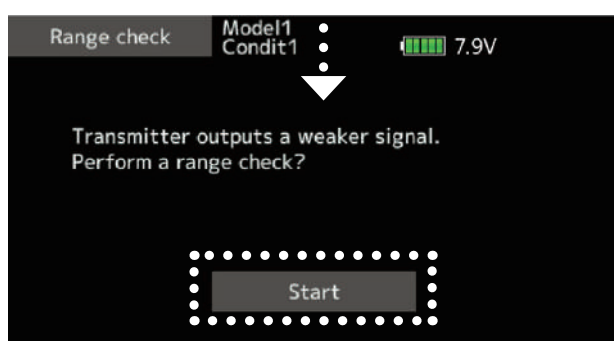 Range check
Model1
Condit1
7.9V
Transmitter outputs a weaker signal.
Perform a range check?
Start